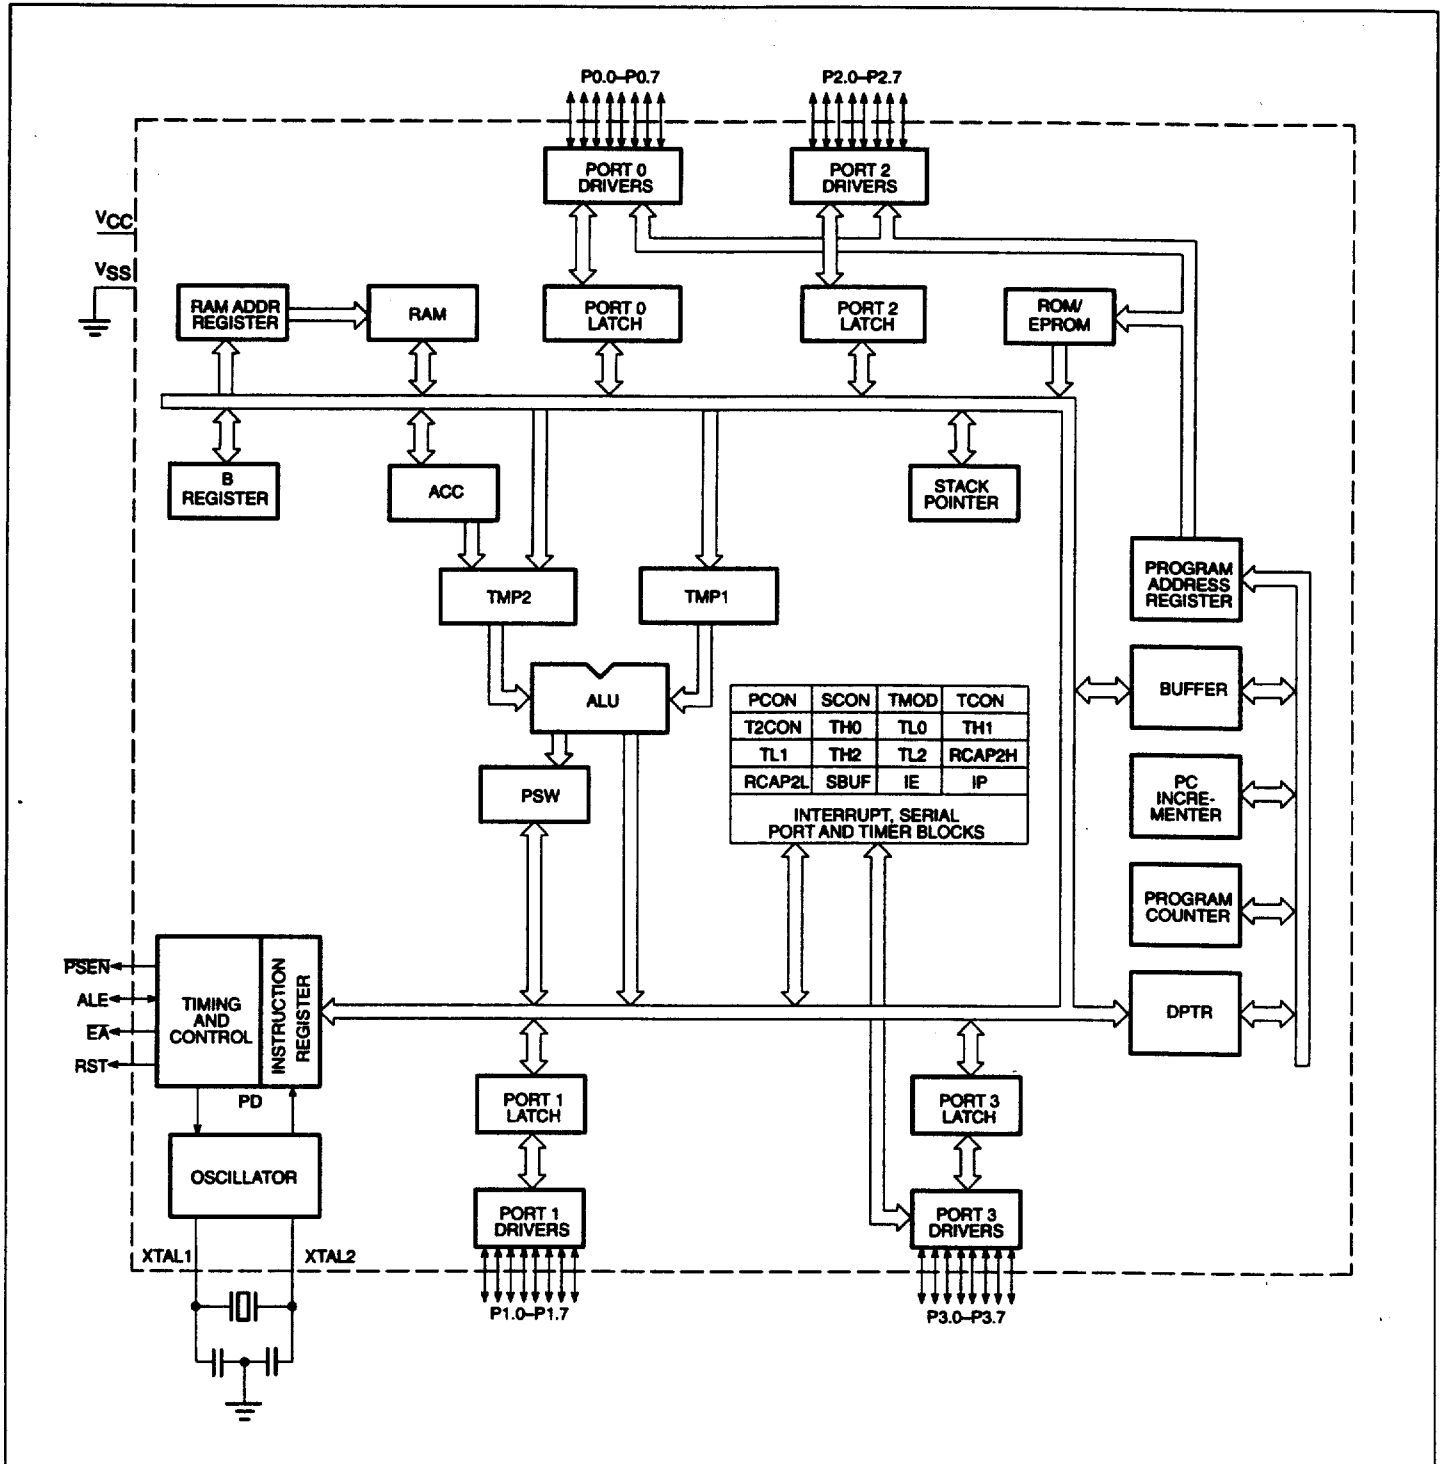 P0.0–P0.7
P2.0–P2.7
PORT 0
DRIVERS
PORT 2
DRIVERS
VCC
VSS
RAM ADDR
REGISTER
RAM
PORT 0
LATCH
PORT 2
LATCH
ROM/
EPROM
B
REGISTER
ACC
STACK
POINTER
TMP2
TMP1
PROGRAM
ADDRESS
REGISTER
ALU
BUFFER
PCON SCON TMOD TCON
T2CON TH0 TL0 TH1
TL1 TH2 TL2 RCAP2H
RCAP2L SBUF IE IP
INTERRUPT, SERIAL
PORT AND TIMER BLOCKS
PSW
PC
INCRE-
MENTER
PROGRAM
COUNTER
PSEN
ALE
EA
RST
TIMING
AND
CONTROL
INSTRUCTION
REGISTER
DPTR
PD
OSCILLATOR
PORT 1
LATCH
PORT 3
LATCH
PORT 1
DRIVERS
PORT 3
DRIVERS
XTAL1
XTAL2
P1.0–P1.7
P3.0–P3.7